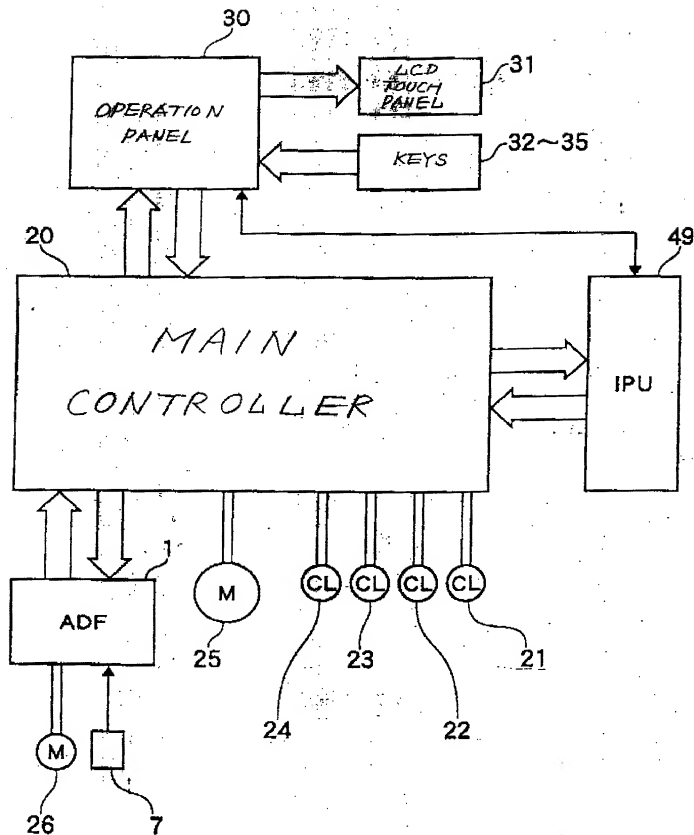 30
OPERATION
PANEL
LCD
TOUCH
PANEL
31
KEYS
32~35
20
49
MAIN
CONTROLLER
IPU
1
ADF
M
25
CL
CL
CL
CL
24
23
22
21
M
26
7